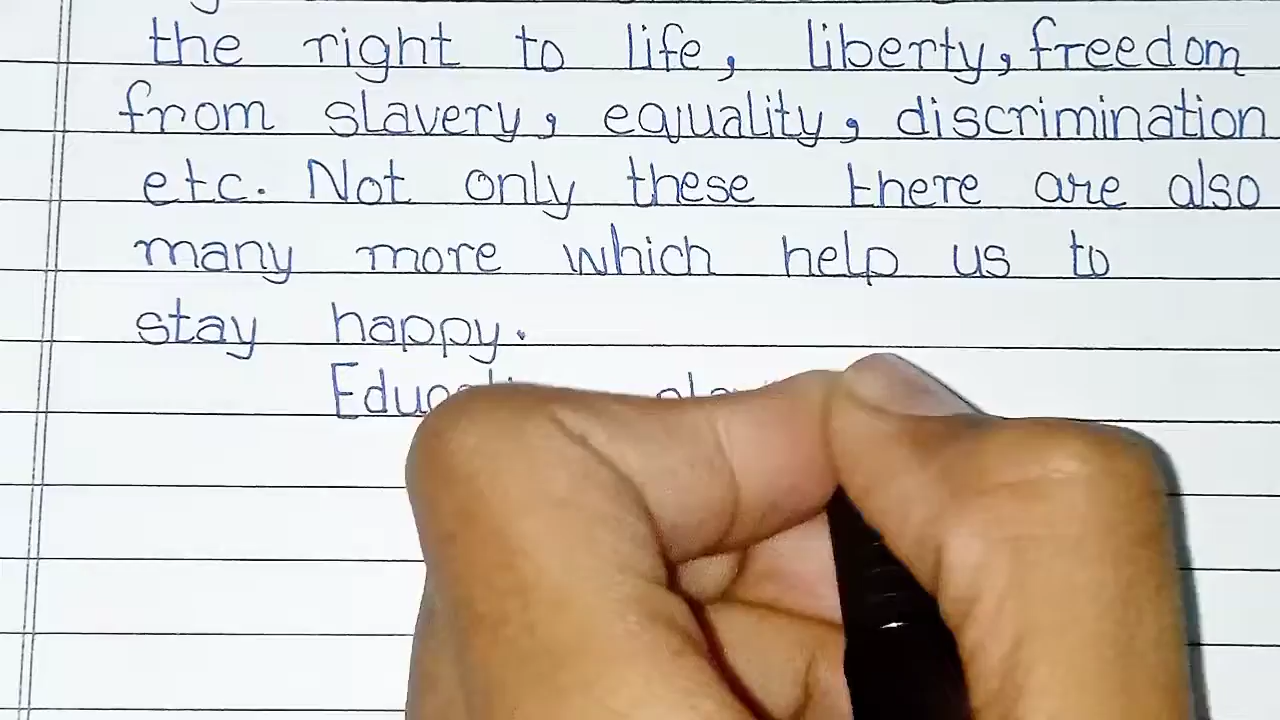 the right to life, liberty, freedom
from slavery, equality, discrimination
etc. Not only these there are also
many more which help us to
stay happy.